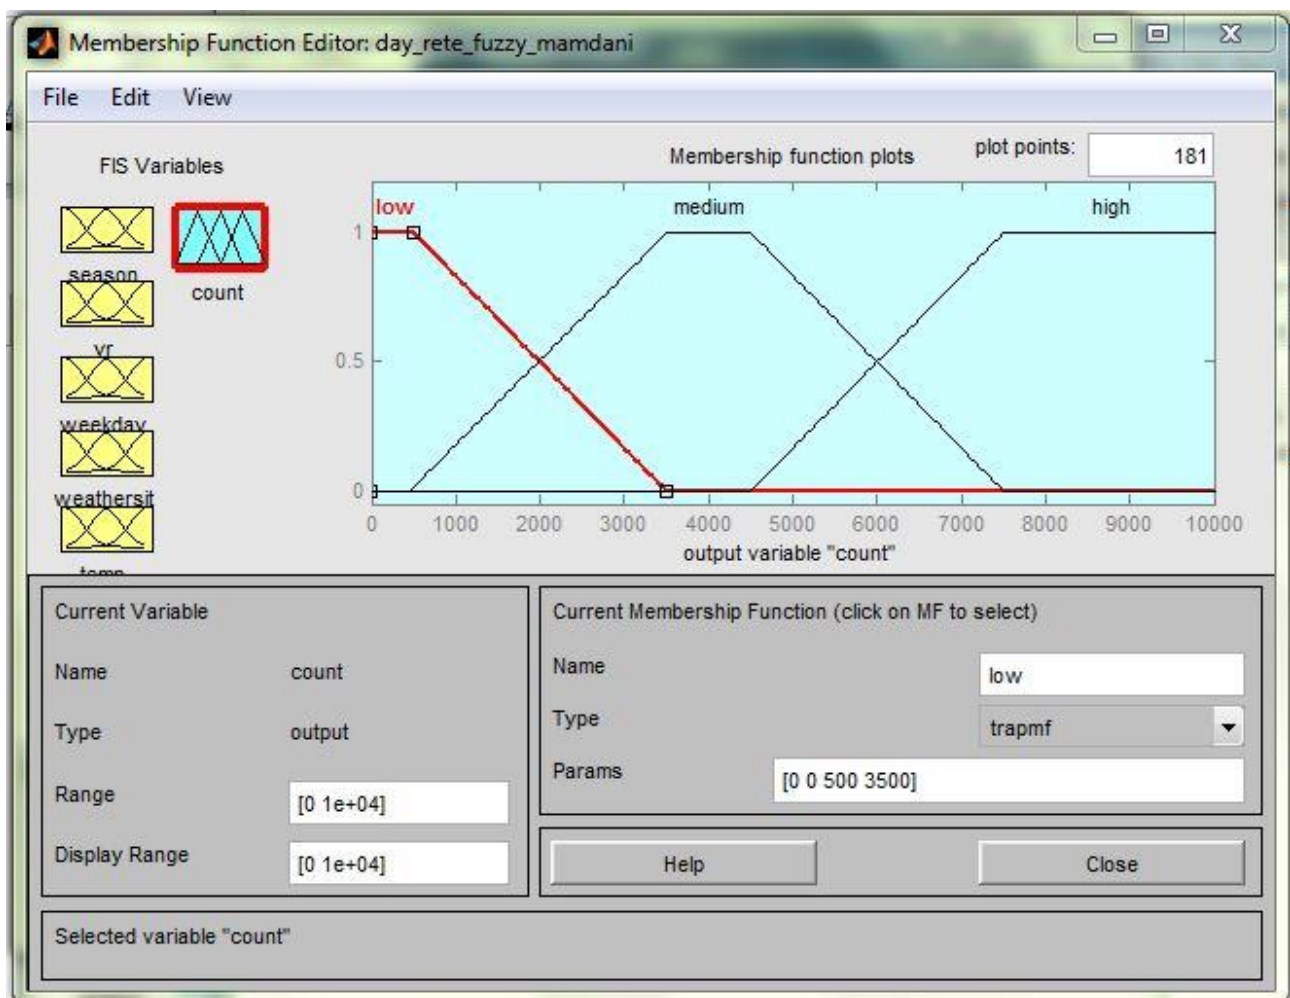 Membership Function Editor: day_rete_fuzzy_mamdani
File Edit View
FIS Variables
season
yr
weekday
weathersit
temp
count
Membership function plots
plot points:
181
low
medium
high
1
0.5
0
0 1000 2000 3000 4000 5000 6000 7000 8000 9000 10000
output variable "count"
Current Variable
Name count
Type output
Range [0 1e+04]
Display Range [0 1e+04]
Current Membership Function (click on MF to select)
Name low
Type trapmf
Params [0 0 500 3500]
Help Close
Selected variable "count"